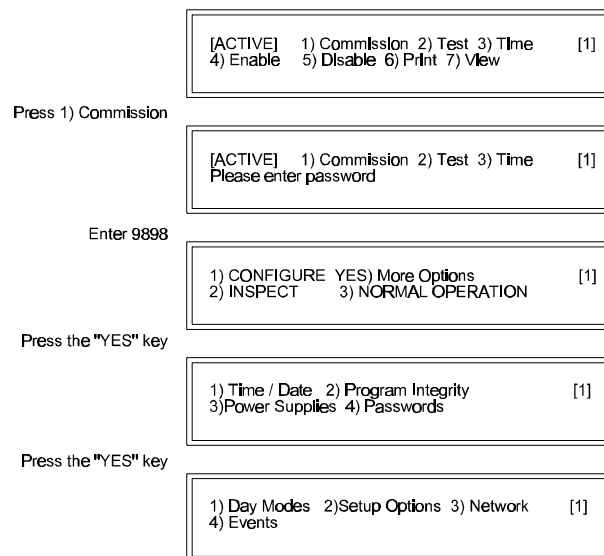 [ACTIVE] 1) Commission 2) Test 3) Time [1]
4) Enable 5) Disable 6) Print 7) View
Press 1) Commission
[ACTIVE] 1) Commission 2) Test 3) Time [1]
Please enter password
Enter 9898
1) CONFIGURE YES) More Options [1]
2) INSPECT 3) NORMAL OPERATION
Press the "YES" key
1) Time / Date 2) Program Integrity [1]
3)Power Supplies 4) Passwords
Press the "YES" key
1) Day Modes 2)Setup Options 3) Network [1]
4) Events